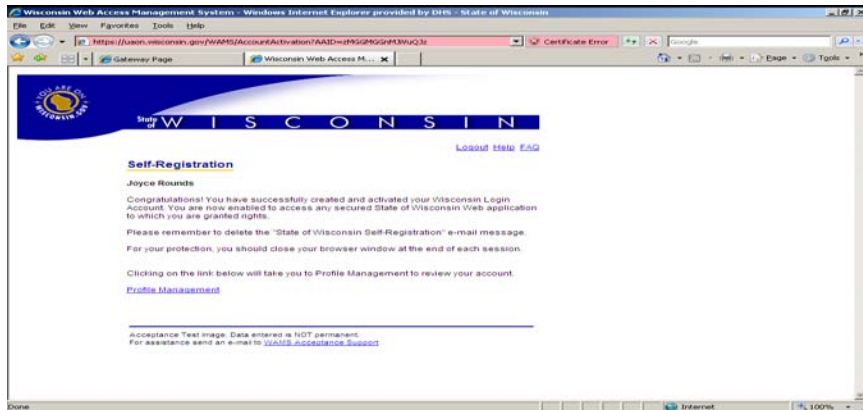 Wisconsin Web Access Management System - Windows Internet Explorer provided by DHS - State of Wisconsin
File Edit View Favorites Tools Help
Certificate Error
Google
Gateway Page
Wisconsin Web Access M...
Page
Tools
YOU ARE ON
WISCONSIN.GOV
State of WISCONSIN
Logout Help FAQ
Self-Registration
Joyce Rounds
Congratulations! You have successfully created and activated your Wisconsin Login
Account. You are now enabled to access any secured State of Wisconsin Web application
to which you are granted rights.
Please remember to delete the "State of Wisconsin Self-Registration" e-mail message.
For your protection, you should close your browser window at the end of each session.
Clicking on the link below will take you to Profile Management to review your account.
Profile Management
Acceptance Test Image. Data entered is NOT permanent.
For assistance send an e-mail to WAMS Acceptance Support
Done
Internet
100%